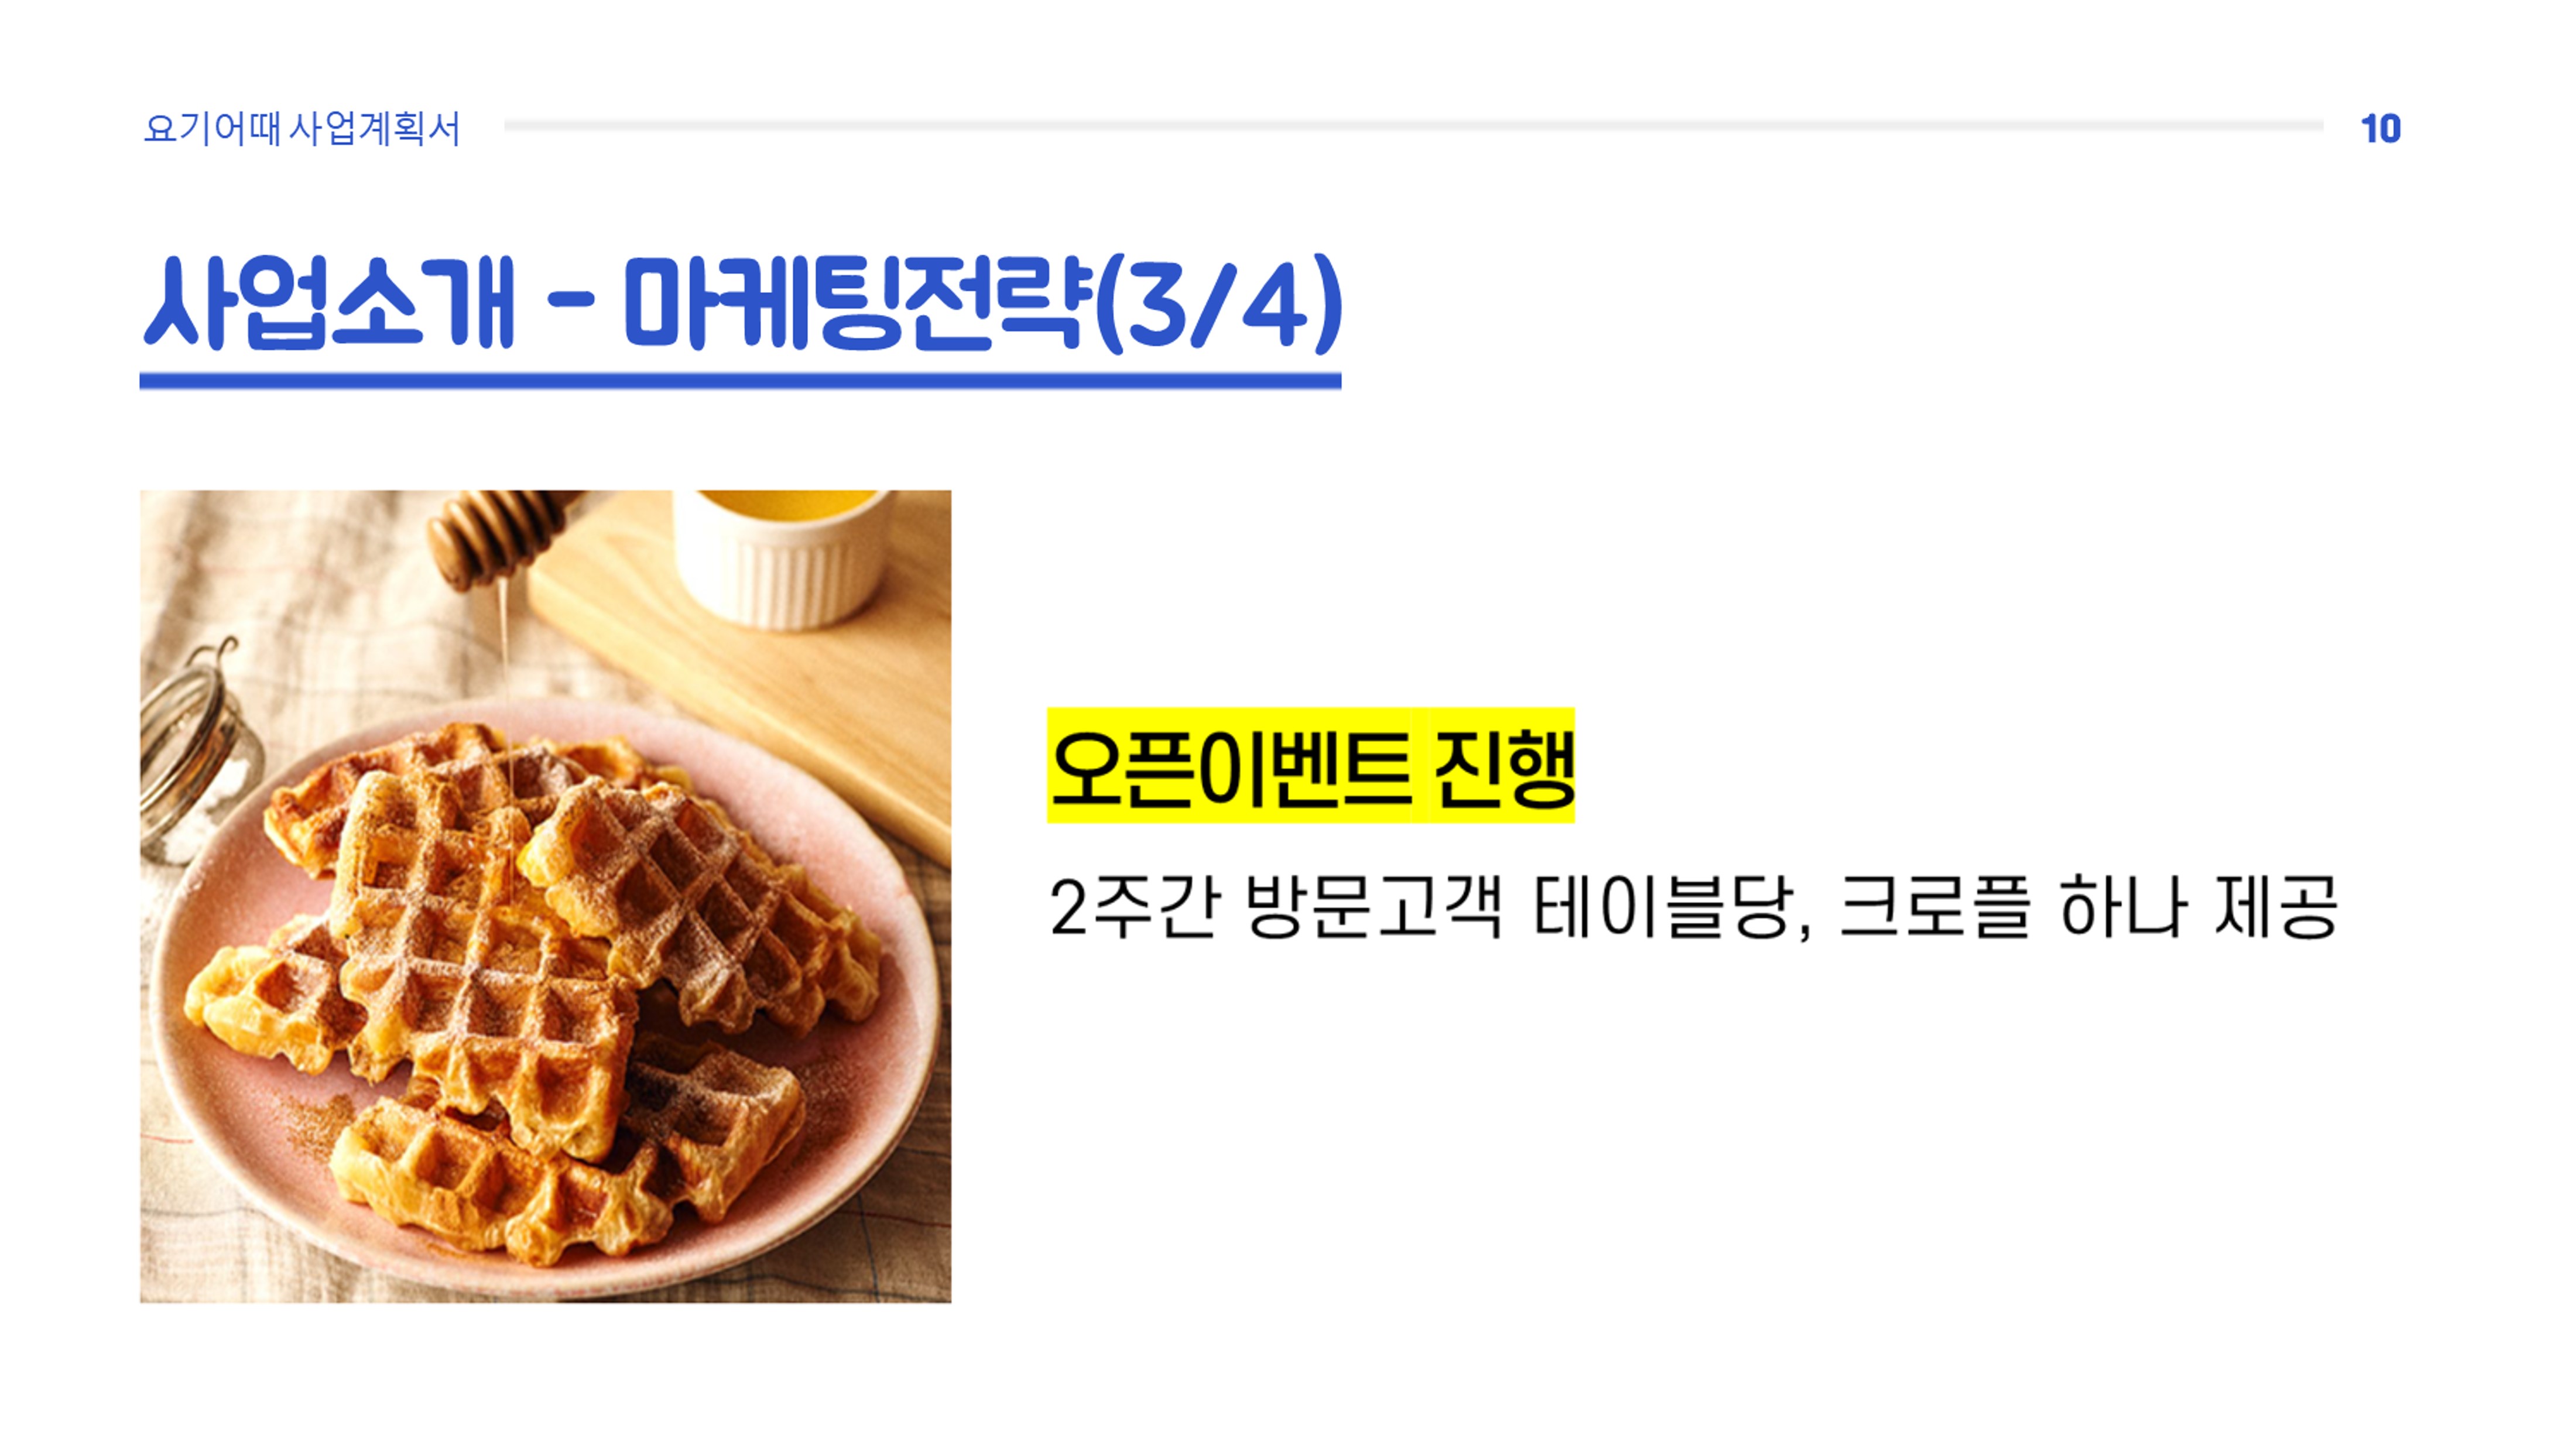 요기어때 사업계획서
10
사업소개 - 마케팅전략(3/4)
오픈이벤트 진행
2주간 방문고객 테이블당, 크로플 하나 제공